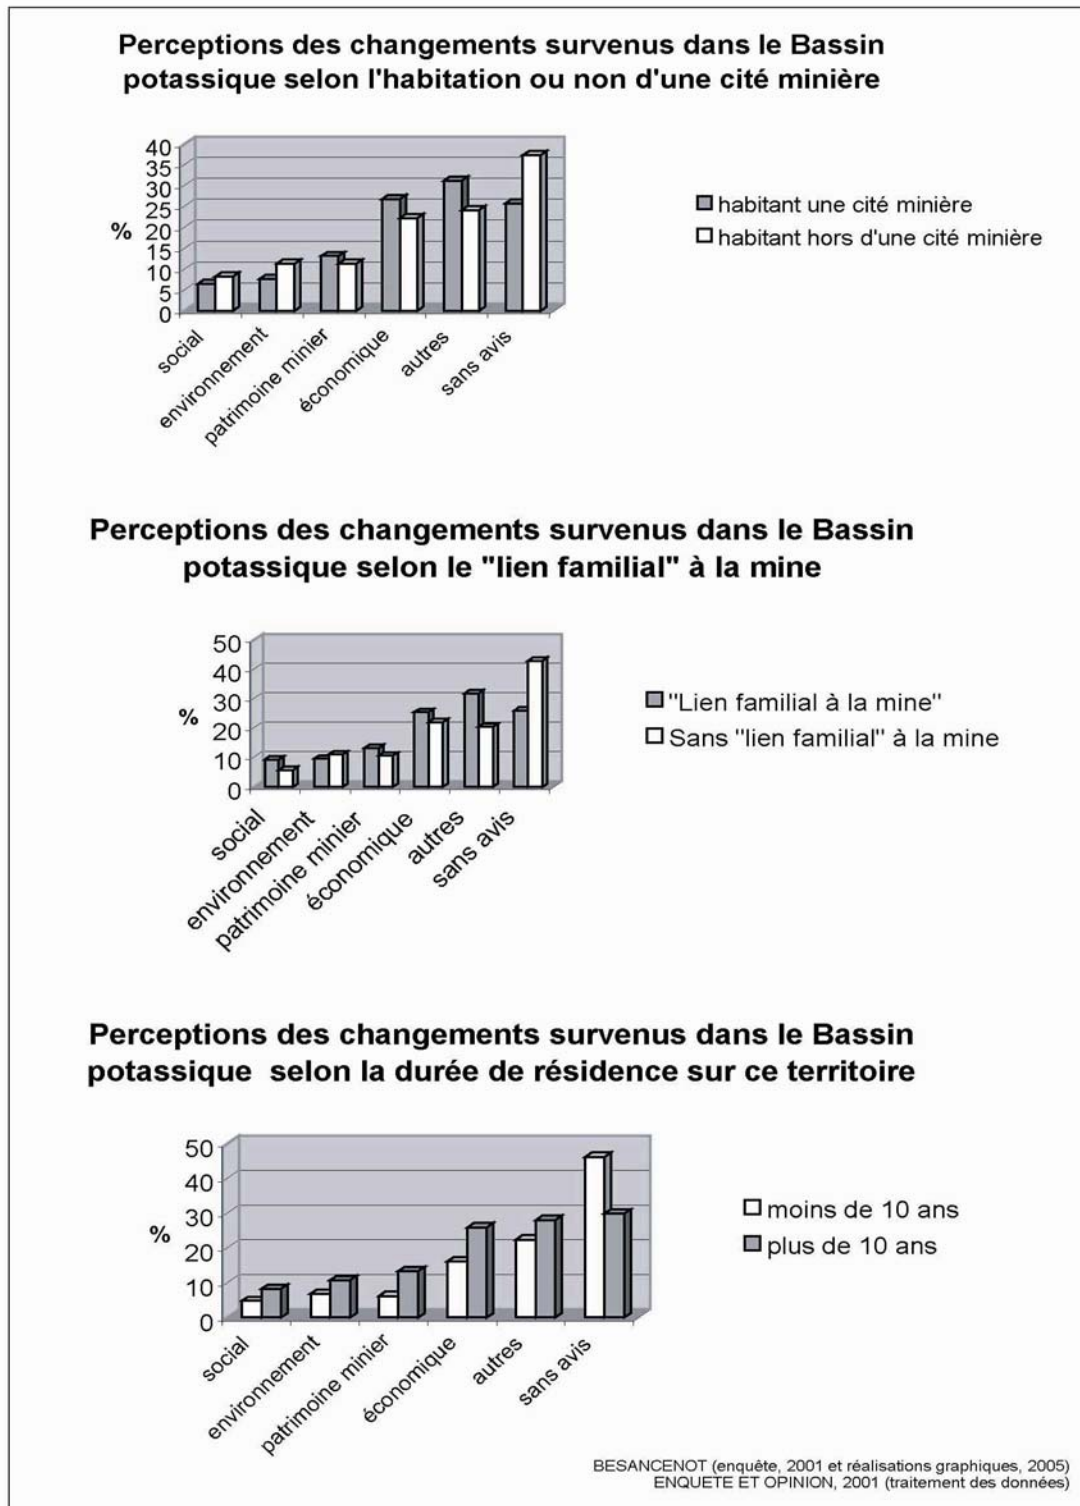 Perceptions des changements survenus dans le Bassin
potassique selon l'habitation ou non d'une cité minière
40
35
30
25
20
15
10
5
0
%
social
environnement
patrimoine minier
économique
autres
sans avis
habitant une cité minière
habitant hors d'une cité minière
Perceptions des changements survenus dans le Bassin
potassique selon le "lien familial" à la mine
50
40
30
20
10
0
%
social
environnement
patrimoine minier
économique
autres
sans avis
"Lien familial à la mine"
Sans "lien familial" à la mine
Perceptions des changements survenus dans le Bassin
potassique selon la durée de résidence sur ce territoire
50
40
30
20
10
0
%
social
environnement
patrimoine minier
économique
autres
sans avis
moins de 10 ans
plus de 10 ans
BESANCENOT (enquête, 2001 et réalisations graphiques, 2005)
ENQUETE ET OPINION, 2001 (traitement des données)